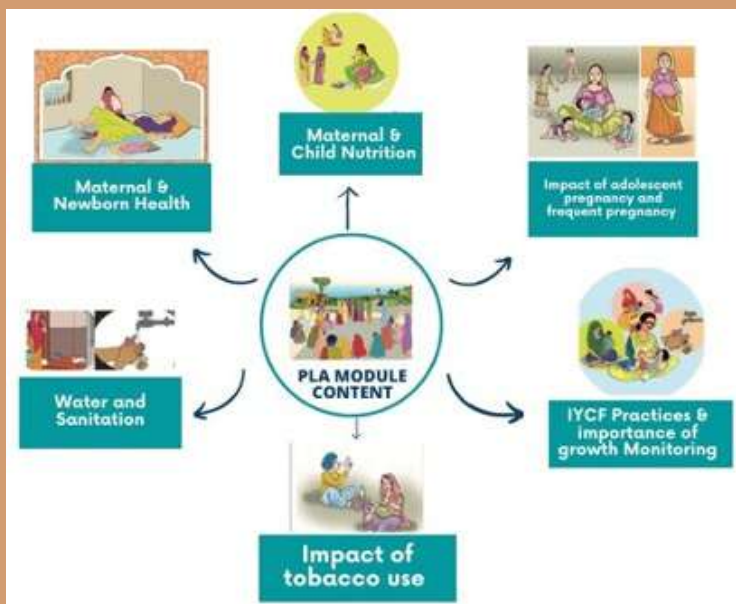 Maternal &
Child Nutrition
Maternal &
Newborn Health
Impact of adolescent
pregnancy and
frequent pregnancy
PLA MODULE
CONTENT
Water and
Sanitation
IYCF Practices &
importance of
growth Monitoring
Impact of
tobacco use